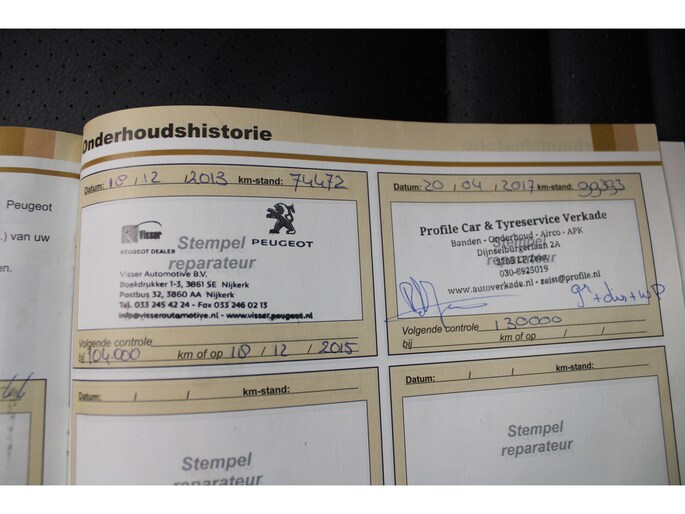 Onderhoudshistorie
Peugeot
.) van uw
en.
Datum: 18 / 12 / 2013 km-stand: 74472
Visser
PEUGEOT DEALER
PEUGEOT
Stempel
reparateur
Visser Automotive B.V.
Boekdrukker 1-3, 3861 SE Nijkerk
Postbus 32, 3860 AA Nijkerk
Tel. 033 245 42 24 - Fax 033 246 02 13
info@visserautomotive.nl - www.visser.peugeot.nl
Volgende controle
bij 104.000 km of op 18 / 12 / 2015
Datum: 20 / 04 / 2017 km-stand: 99393
Profile Car & Tyreservice Verkade
Banden - Onderhoud - Airco - APK
Dijnselburgerlaan 2A
Stempel
reparateur
030-6925019
www.autoverkade.nl - zeist@profile.nl
Volgende controle 130000
bij km of op / /
Datum: / / km-stand:
Stempel
reparateur
Datum: / / km-stand:
Stempel
reparateur